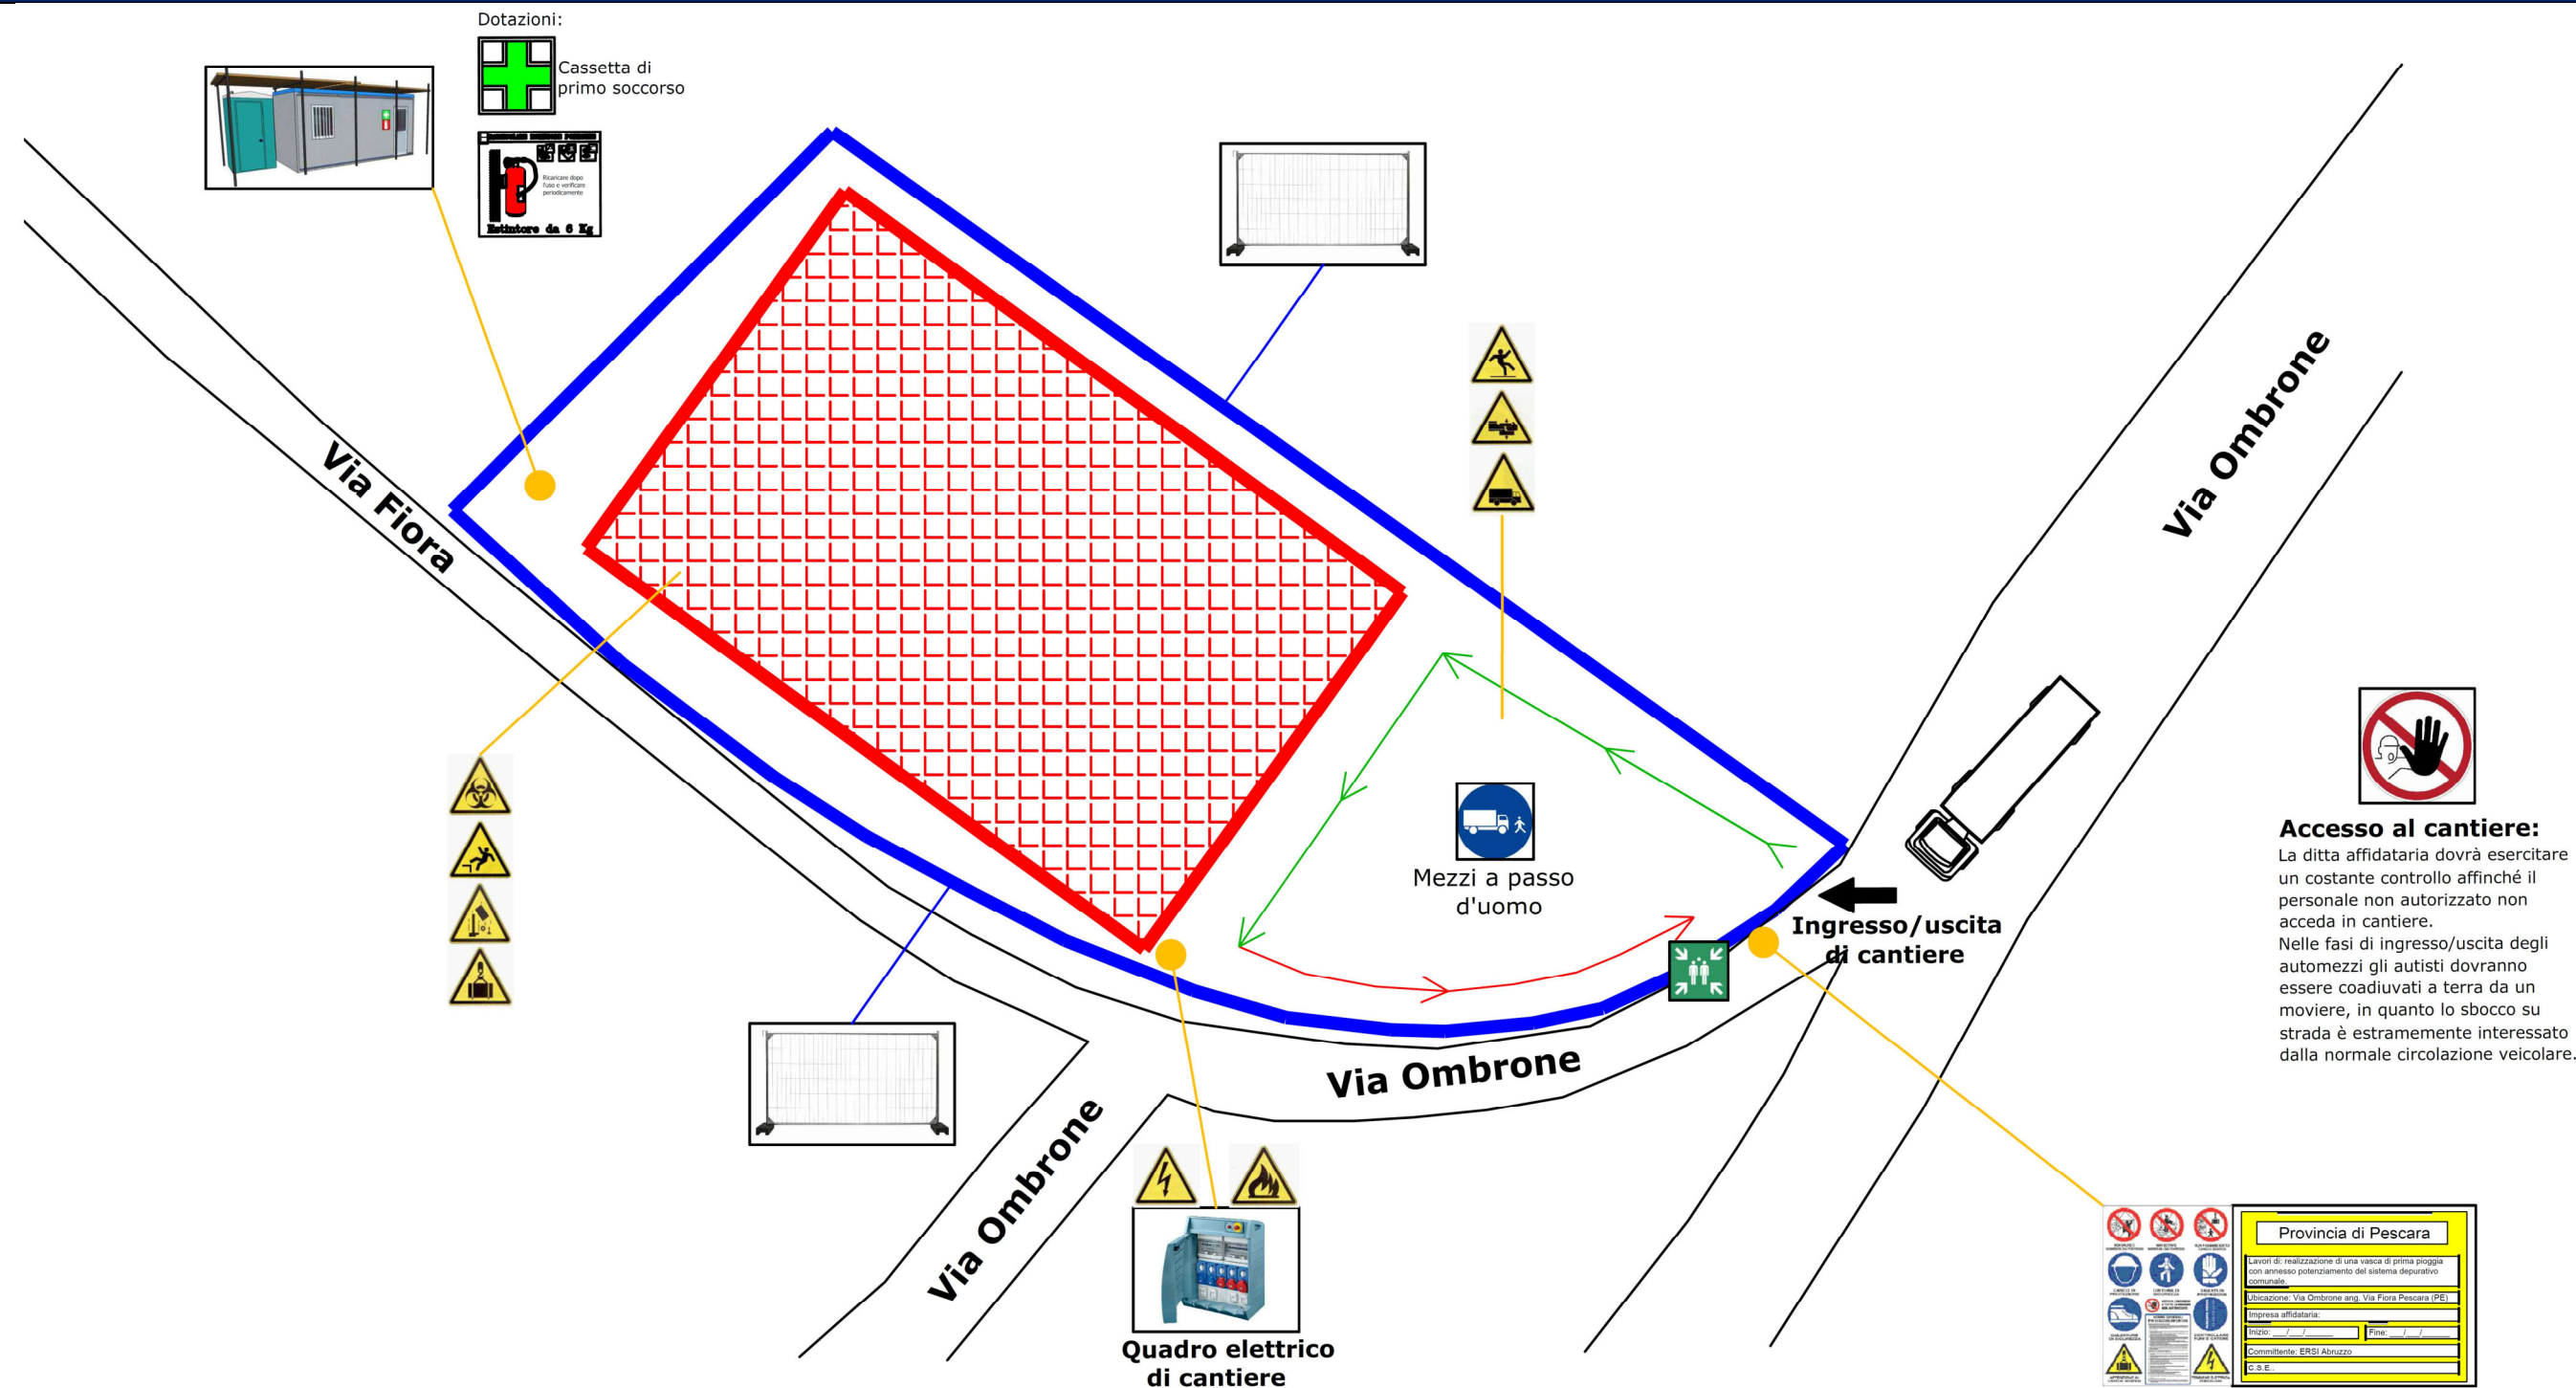 Dotazioni:
Cassetta di
primo soccorso
Ricaricare dopo
l'uso e verificare
periodicamente
Estintore da 6 Kg
Via Fiora
Via Ombrone
Mezzi a passo
d'uomo
Ingresso/uscita
di cantiere
Accesso al cantiere:
La ditta affidataria dovrà esercitare
un costante controllo affinché il
personale non autorizzato non
acceda in cantiere.
Nelle fasi di ingresso/uscita degli
automezzi gli autisti dovranno
essere coadiuvati a terra da un
moviere, in quanto lo sbocco su
strada è estramemente interessato
dalla normale circolazione veicolare.
Via Ombrone
Via Ombrone
Quadro elettrico
di cantiere
Provincia di Pescara
Lavori di: realizzazione di una vasca di prima pioggia
con annesso potenziamento del sistema depurativo
comunale.
Ubicazione: Via Ombrone ang. Via Fiora Pescara (PE)
Impresa affidataria:
Inizio: ___/___/______ Fine: ___/___/______
Committente: ERSI Abruzzo
C.S.E..